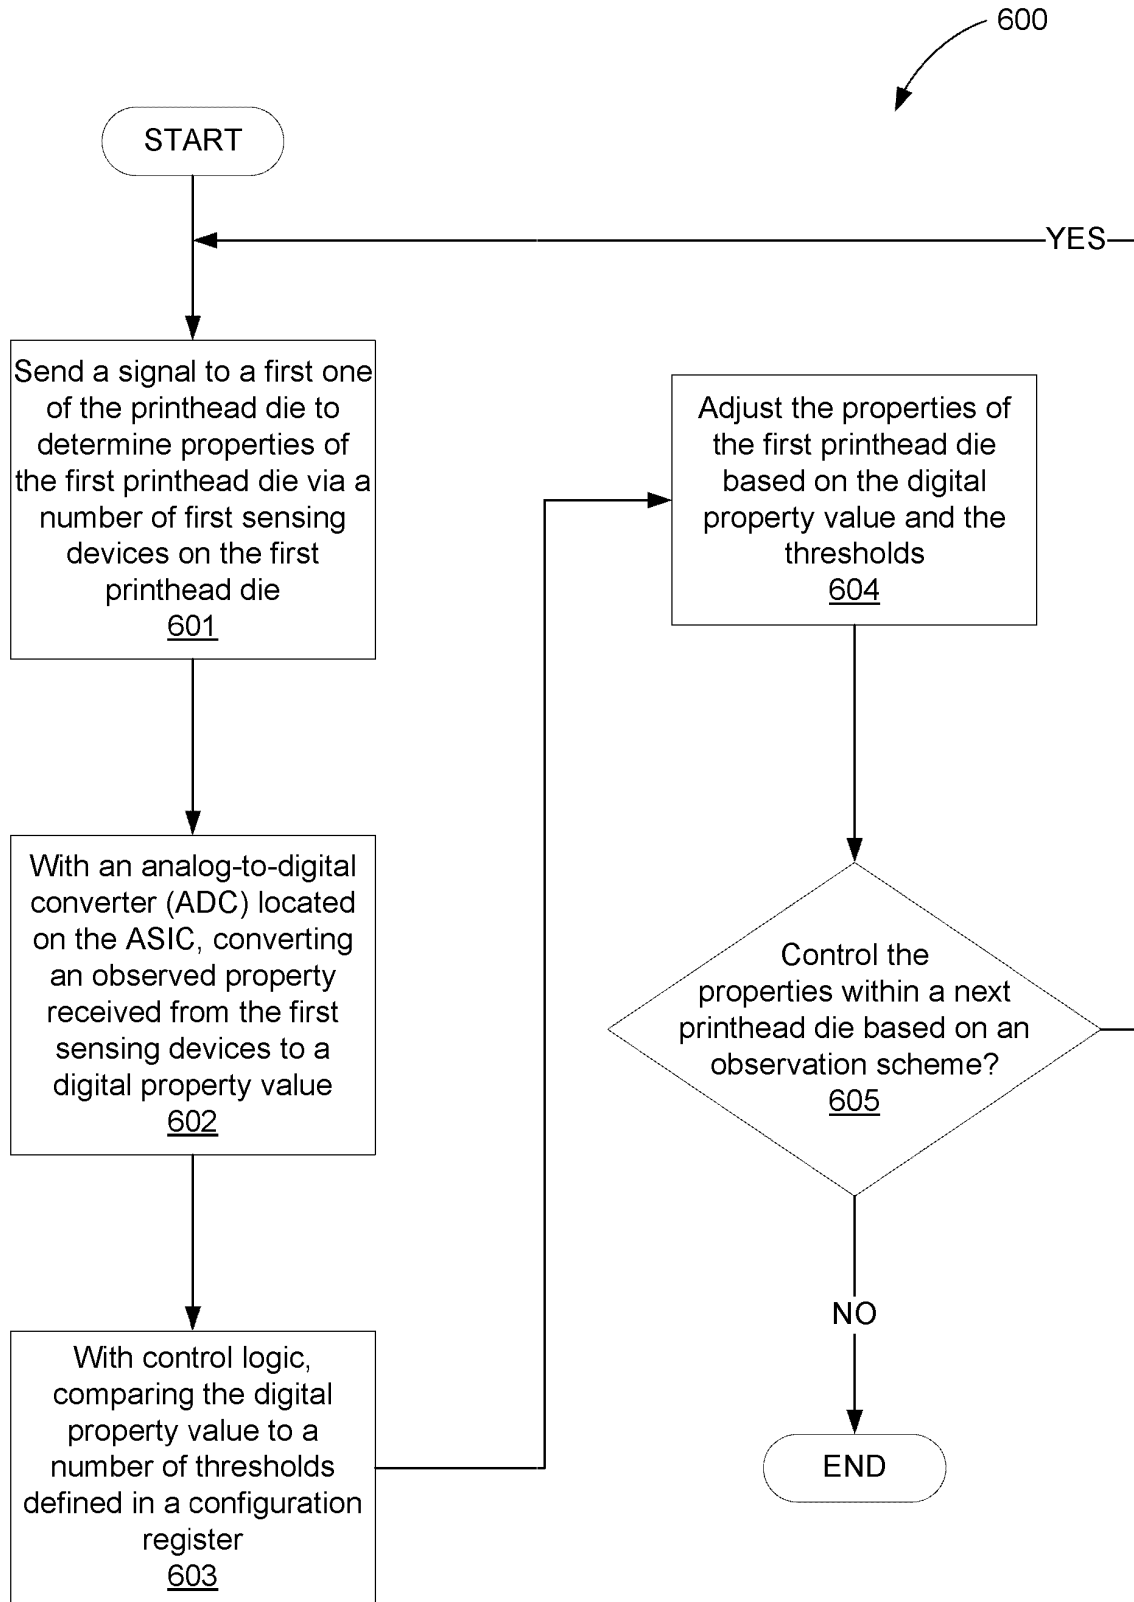 600
START
YES
Send a signal to a first one
of the printhead die to
determine properties of
the first printhead die via a
number of first sensing
devices on the first
printhead die
601
With an analog-to-digital
converter (ADC) located
on the ASIC, converting
an observed property
received from the first
sensing devices to a
digital property value
602
With control logic,
comparing the digital
property value to a
number of thresholds
defined in a configuration
register
603
Adjust the properties of
the first printhead die
based on the digital
property value and the
thresholds
604
Control the
properties within a next
printhead die based on an
observation scheme?
605
NO
END